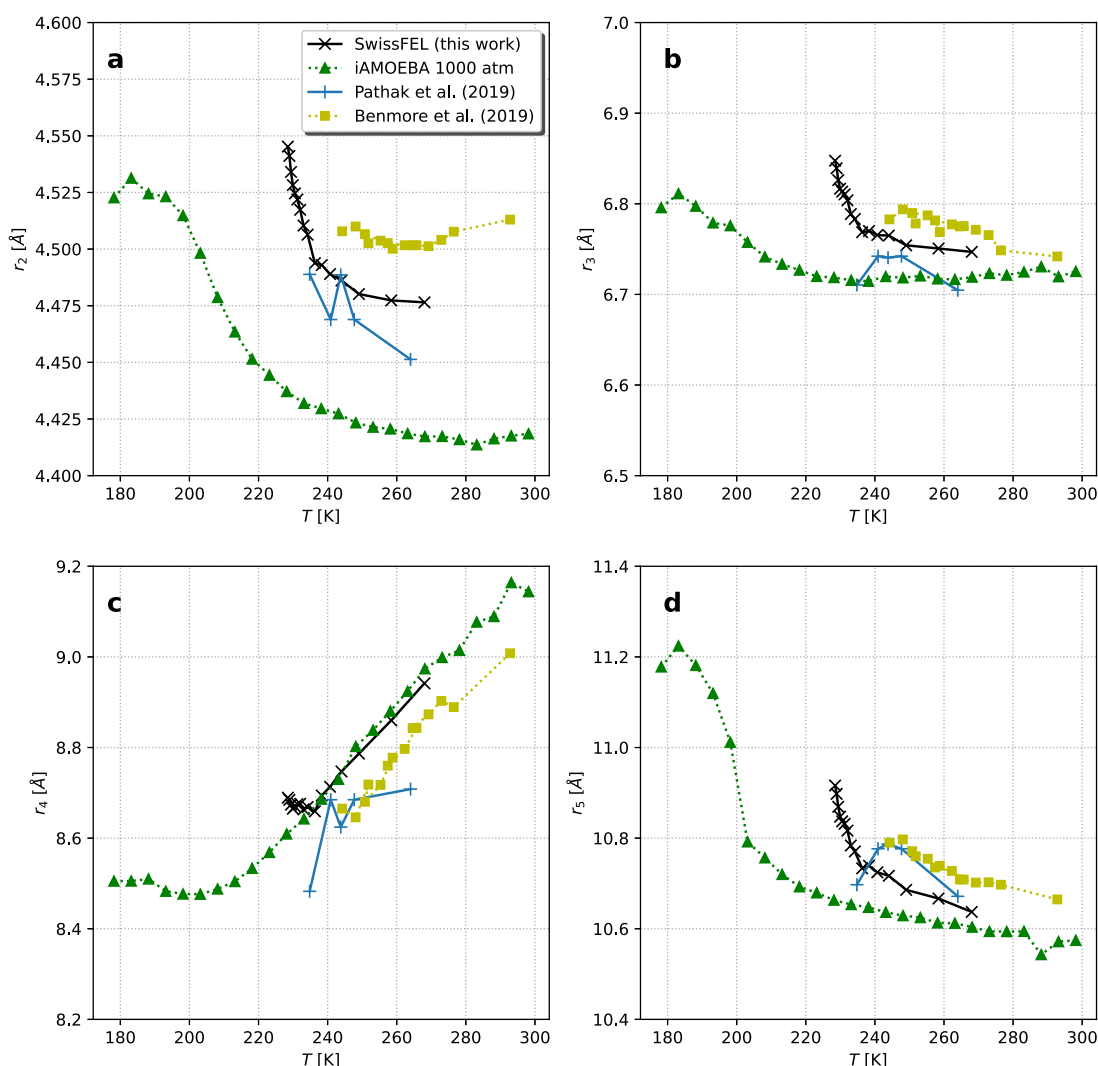 a
SwissFEL (this work)
iAMOEBA 1000 atm
Pathak et al. (2019)
Benmore et al. (2019)
4.600
4.575
4.550
4.525
4.500
4.475
4.450
4.425
4.400
r2 [Å]
180 200 220 240 260 280 300
T [K]
b
7.0
6.9
6.8
6.7
6.6
6.5
r3 [Å]
180 200 220 240 260 280 300
T [K]
c
9.2
9.0
8.8
8.6
8.4
8.2
r4 [Å]
180 200 220 240 260 280 300
T [K]
d
11.4
11.2
11.0
10.8
10.6
10.4
r5 [Å]
180 200 220 240 260 280 300
T [K]